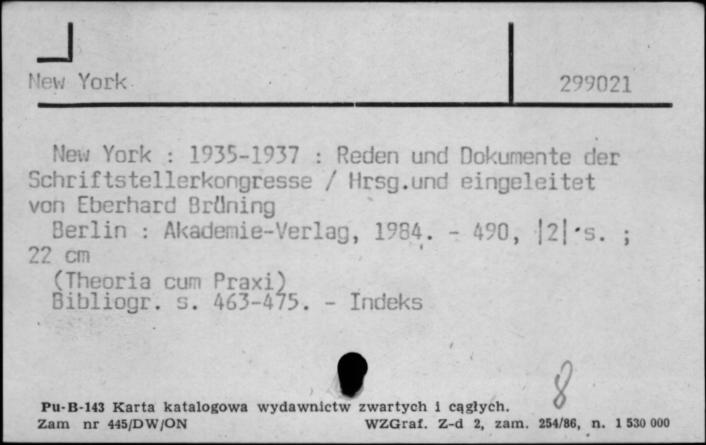 New York
299021
New York : 1935-1937 : Reden und Dokumente der
Schriftstellerkongresse / Hrsg.und eingeleitet
von Eberhard Brüning
Berlin : Akademie-Verlag, 1984. - 490, |2| s. ;
22 cm
(Theoria cum Praxi)
Bibliogr. s. 463-475. - Indeks
8
Pu-B-143 Karta katalogowa wydawnictw zwartych i cągłych.
Zam nr 445/DW/ON WZGraf. Z-d 2, zam. 254/86, n. 1 530 000